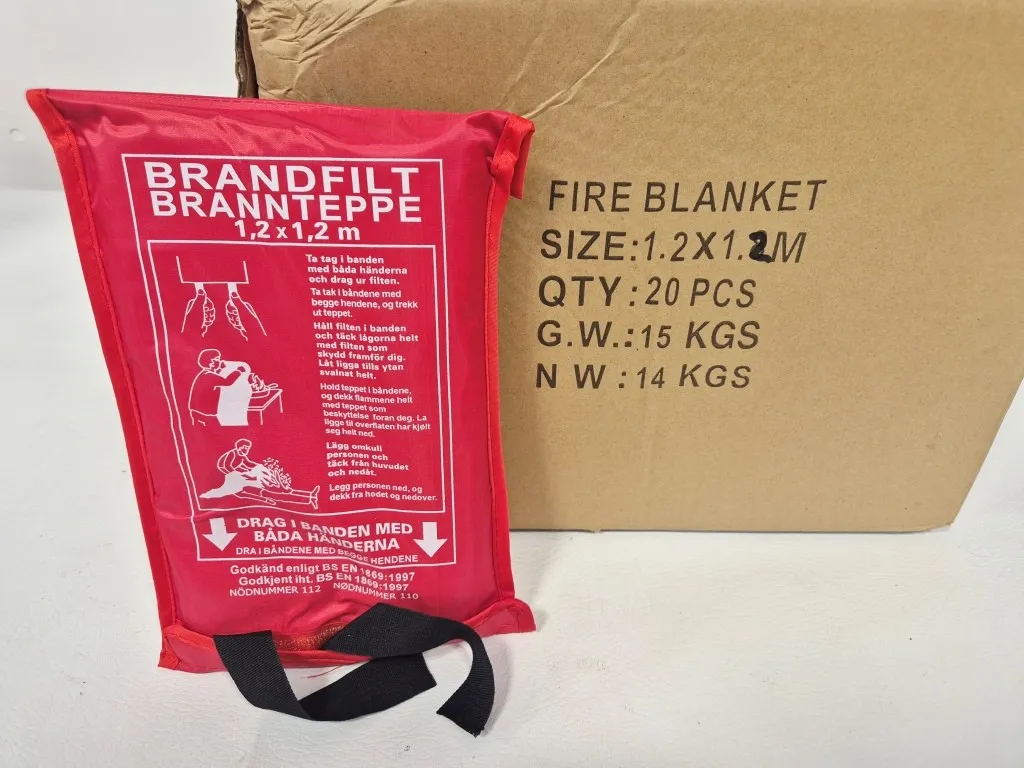 BRANDFILT
BRANNTEPPE
1,2 x 1,2 m
Ta tag i banden
med båda händerna
och drag ur filten.
Ta tak i båndene med
begge hendene, og trekk
ut teppet.
Håll filten i banden
och täck lågorna helt
med filten som
skydd framför dig.
Låt ligga tills ytan
svalnat helt.
Hold teppet i båndene,
og dekk flammene helt
med teppet som
beskyttelse foran deg. La
ligge til overflaten har kjølt
seg helt ned.
Lägg omkull
personen och
täck från huvudet
och nedåt.
Legg personen ned, og
dekk fra hodet og nedover.
DRAG I BANDEN MED
BÅDA HÄNDERNA
DRA I BÅNDENE MED BEGGE HENDENE
Godkänd enligt BS EN 1869:1997
Godkjent iht. BS EN 1869:1997
NÖDNUMMER 112 NØDNUMMER 110
FIRE BLANKET
SIZE:1.2X1.2M
QTY:20 PCS
G.W.:15 KGS
N W :14 KGS